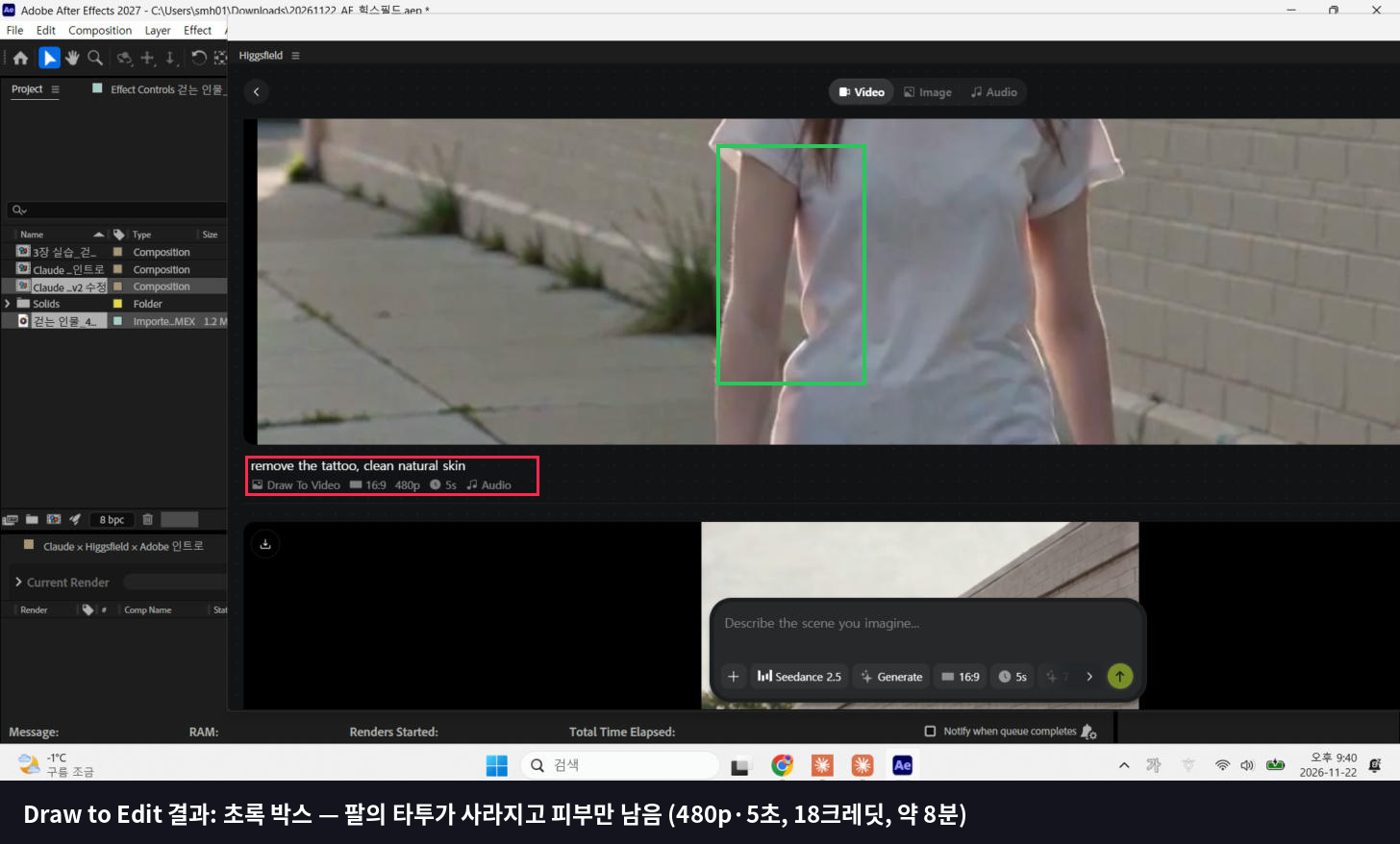 Adobe After Effects 2027 - C:\Users\smh01\Downloads\20261122_AE_힉스필드.aep *
File Edit Composition Layer Effect
Higgsfield
Project
Effect Controls 걷는 인물_
Video Image Audio
Name Type Size
3장 실습_걷... Composition
Claude ...인트로 Composition
Claude ...v2 수정 Composition
Solids Folder
걷는 인물_4... Importe...MEX 1.2 M
remove the tattoo, clean natural skin
Draw To Video 16:9 480p 5s Audio
8 bpc
Claude x Higgsfield x Adobe 인트로
Current Render
Render # Comp Name Stat
Describe the scene you imagine...
Seedance 2.5 Generate 16:9 5s
Message: RAM: Renders Started: Total Time Elapsed: Notify when queue completes
-1°C
구름 조금
검색
Ae
가
오후 9:40
2026-11-22
Draw to Edit 결과: 초록 박스 — 팔의 타투가 사라지고 피부만 남음 (480p·5초, 18크레딧, 약 8분)